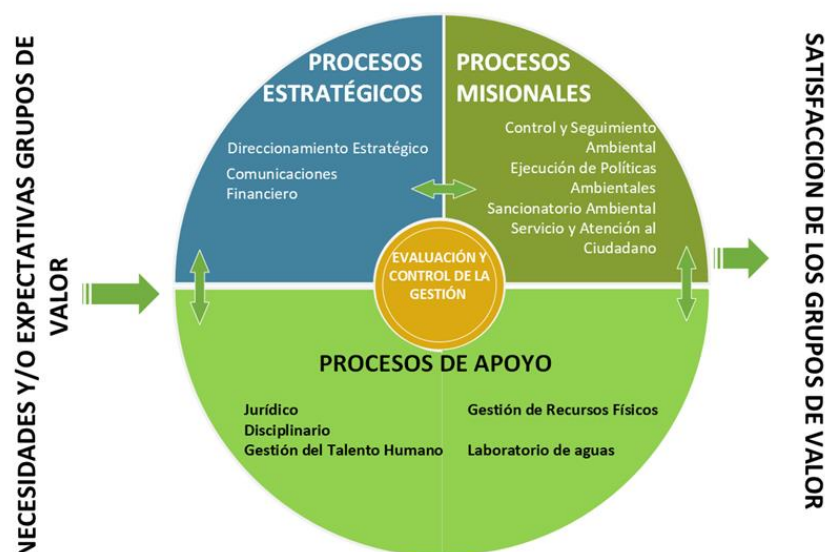 NECESIDADES Y/O EXPECTATIVAS GRUPOS DE
VALOR
PROCESOS
ESTRATÉGICOS
Direccionamiento Estratégico
Comunicaciones
Financiero
PROCESOS
MISIONALES
Control y Seguimiento
Ambiental
Ejecución de Políticas
Ambientales
Sancionatorio Ambiental
Servicio y Atención al
Ciudadano
EVALUACIÓN Y
CONTROL DE LA
GESTIÓN
PROCESOS DE APOYO
Jurídico
Disciplinario
Gestión del Talento Humano
Gestión de Recursos Físicos
Laboratorio de aguas
SATISFACCIÓN DE LOS GRUPOS DE VALOR